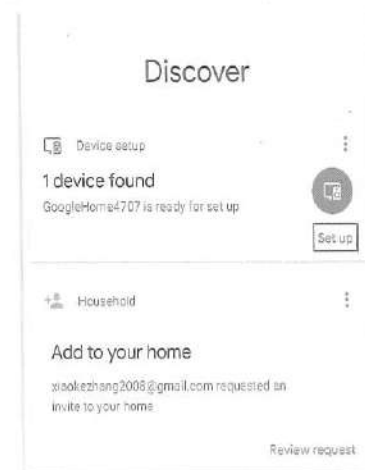 Discover
Device setup
1 device found
GoogleHome4707 is ready for set up
Set up
Household
Add to your home
xiaokezhang2008@gmail.com requested an
invite to your home
Review request